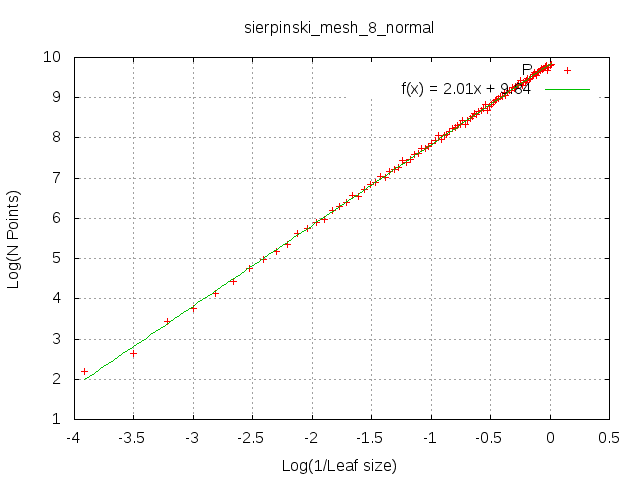 sierpinski_mesh_8_normal
10
9
8
7
6
5
4
3
2
1
P
f(x) = 2.01x + 9.84
-4 -3.5 -3 -2.5 -2 -1.5 -1 -0.5 0 0.5
Log(1/Leaf size)
Log(N Points)